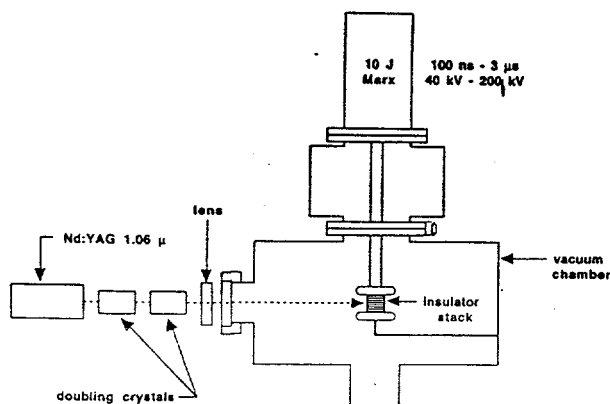 10 J
Marx
100 ns - 3 µs
40 kV - 200 kV
lens
Nd:YAG 1.06 µ
vacuum
chamber
insulator
stack
doubling crystals